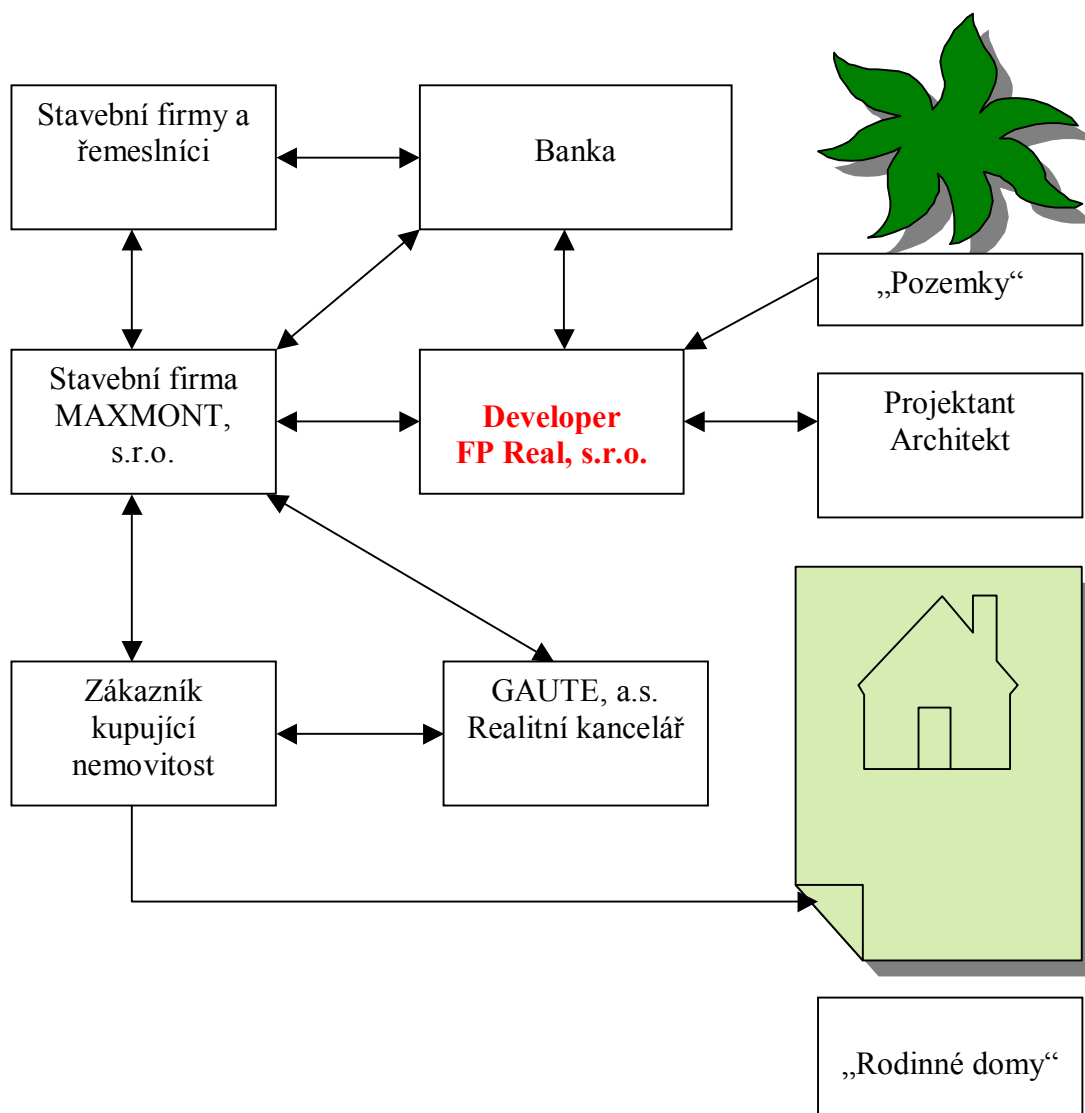 Stavební firmy a
řemeslníci
Banka
„Pozemky“
Stavební firma
MAXMONT,
s.r.o.
Developer
FP Real, s.r.o.
Projektant
Architekt
Zákazník
kupující
nemovitost
GAUTE, a.s.
Realitní kancelář
„Rodinné domy“